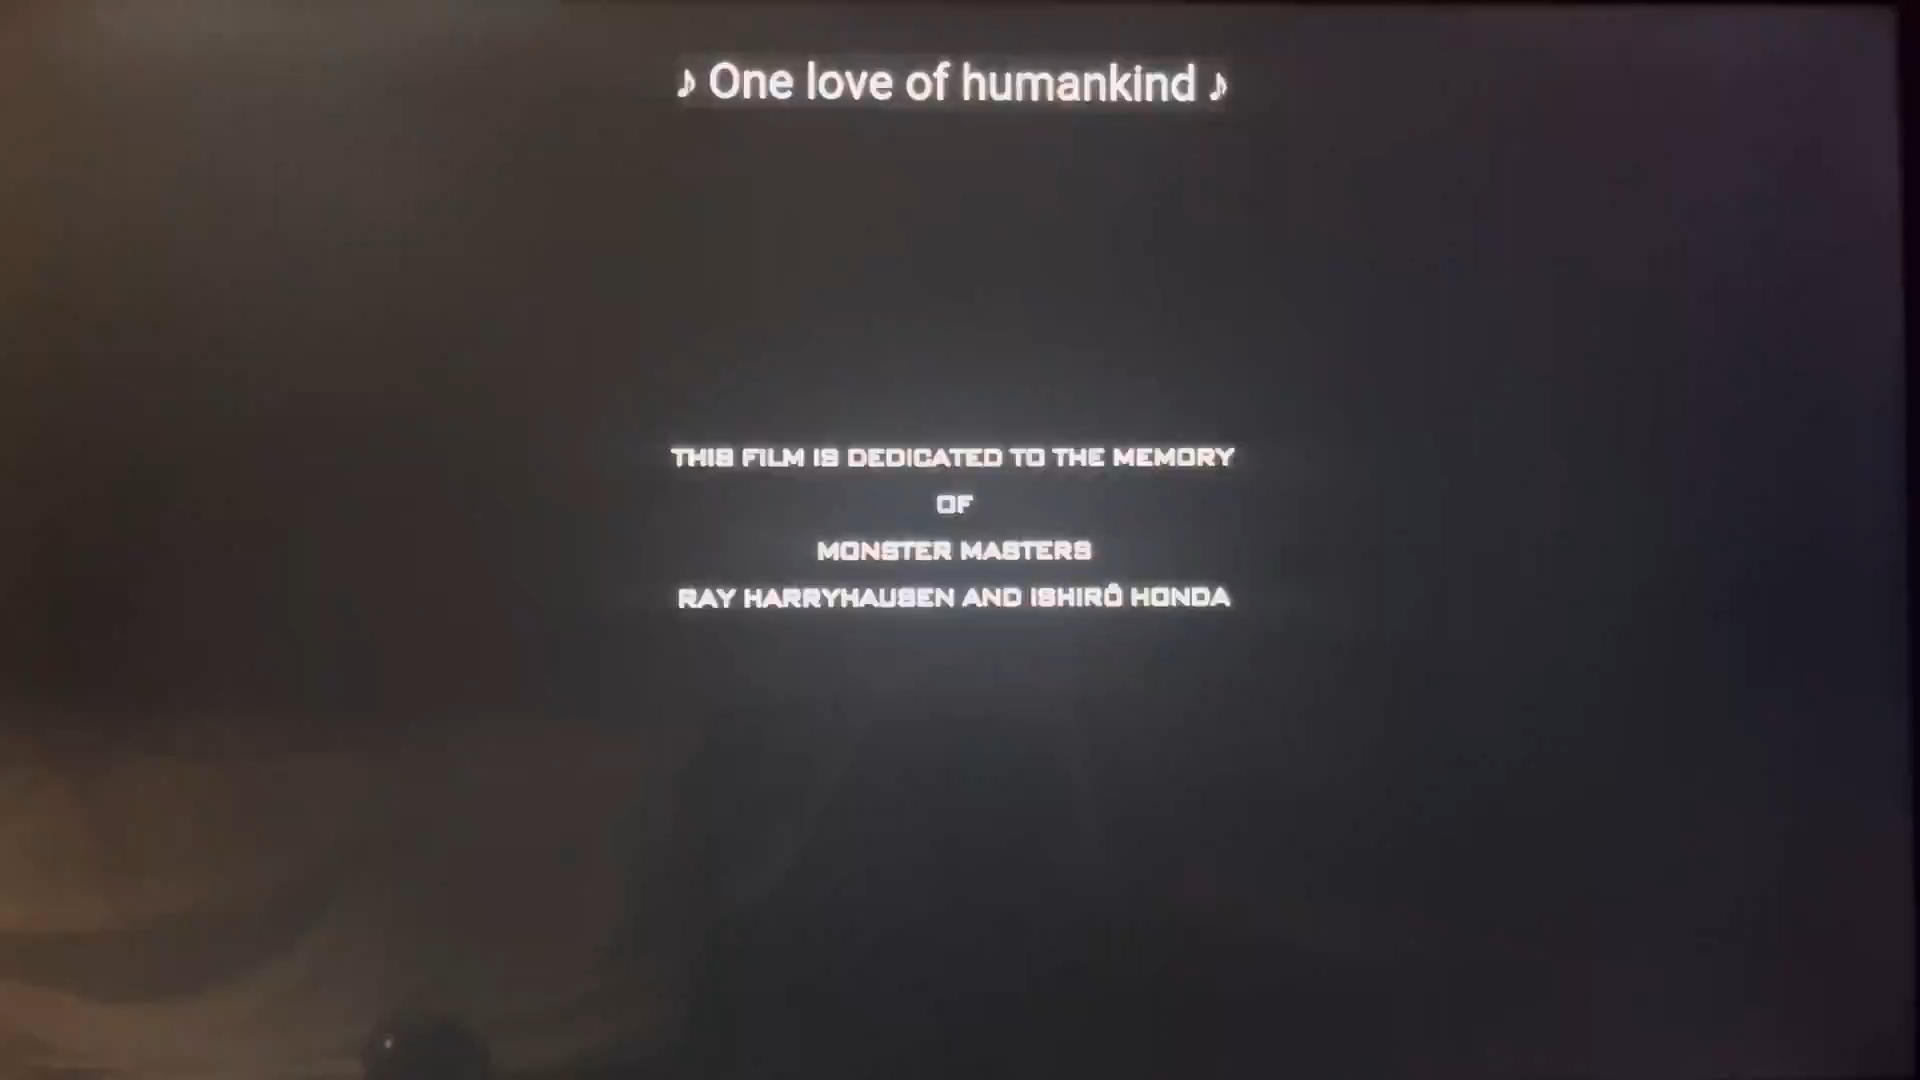 ♪ One love of humankind ♪
THIS FILM IS DEDICATED TO THE MEMORY
OF
MONSTER MASTERS
RAY HARRYHAUSEN AND ISHIRŌ HONDA